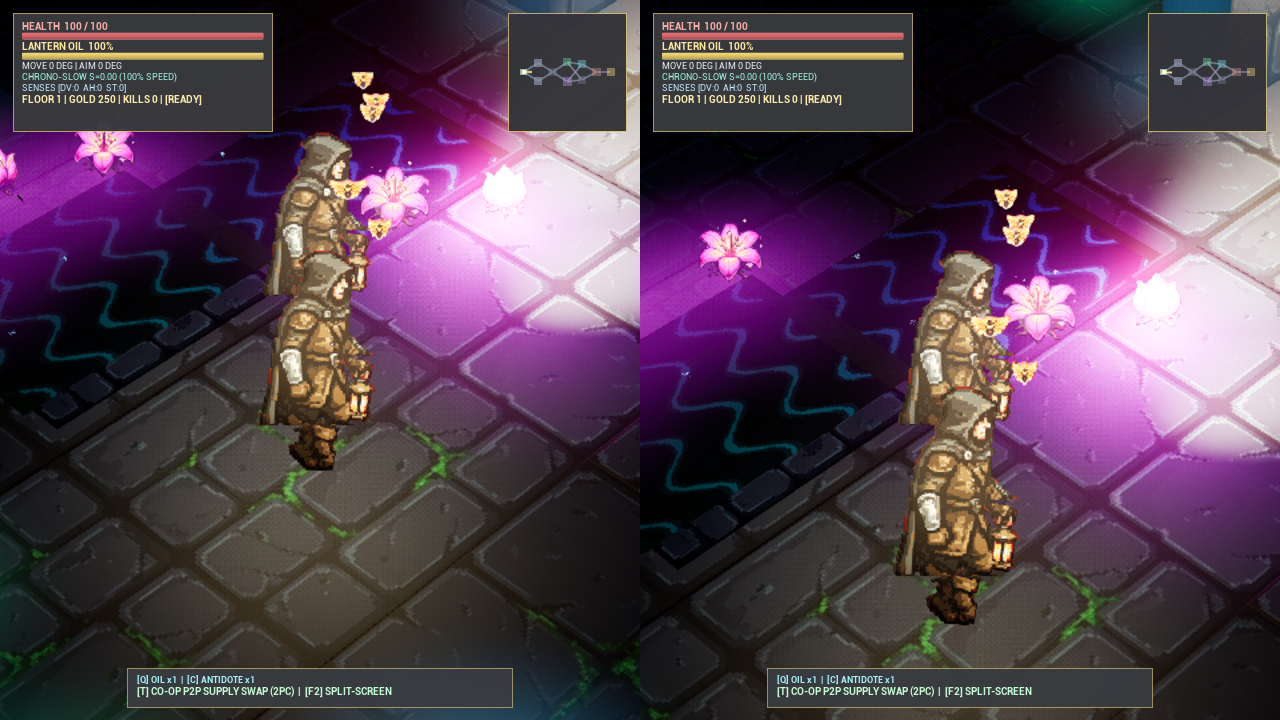 HEALTH 100 / 100
LANTERN OIL 100%
MOVE 0 DEG | AIM 0 DEG
CHRONO-SLOW S=0.00 (100% SPEED)
SENSES [DV:0 AH:0 ST:0]
FLOOR 1 | GOLD 250 | KILLS 0 | [READY]
[Q] OIL x1 | [C] ANTIDOTE x1
[T] CO-OP P2P SUPPLY SWAP (2PC) | [F2] SPLIT-SCREEN
HEALTH 100 / 100
LANTERN OIL 100%
MOVE 0 DEG | AIM 0 DEG
CHRONO-SLOW S=0.00 (100% SPEED)
SENSES [DV:0 AH:0 ST:0]
FLOOR 1 | GOLD 250 | KILLS 0 | [READY]
[Q] OIL x1 | [C] ANTIDOTE x1
[T] CO-OP P2P SUPPLY SWAP (2PC) | [F2] SPLIT-SCREEN